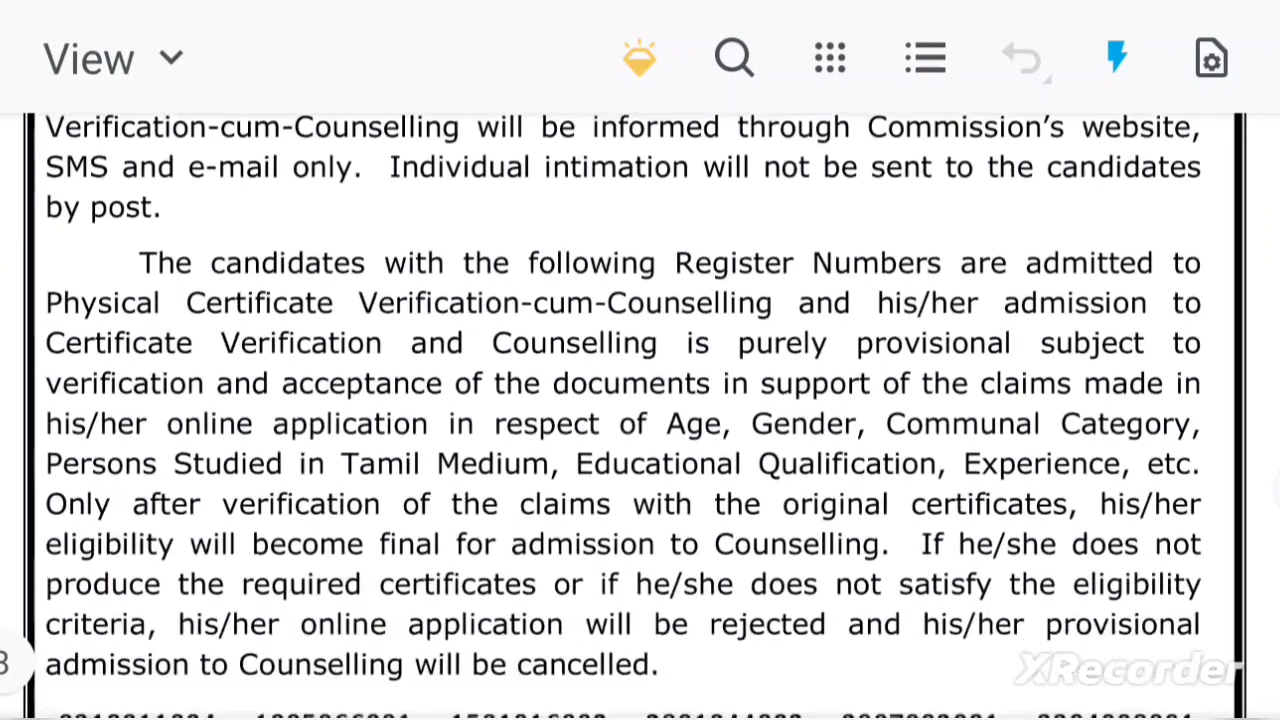 View
Verification-cum-Counselling will be informed through Commission's website,
SMS and e-mail only. Individual intimation will not be sent to the candidates
by post.
The candidates with the following Register Numbers are admitted to
Physical Certificate Verification-cum-Counselling and his/her admission to
Certificate Verification and Counselling is purely provisional subject to
verification and acceptance of the documents in support of the claims made in
his/her online application in respect of Age, Gender, Communal Category,
Persons Studied in Tamil Medium, Educational Qualification, Experience, etc.
Only after verification of the claims with the original certificates, his/her
eligibility will become final for admission to Counselling. If he/she does not
produce the required certificates or if he/she does not satisfy the eligibility
criteria, his/her online application will be rejected and his/her provisional
admission to Counselling will be cancelled.
XRecorder